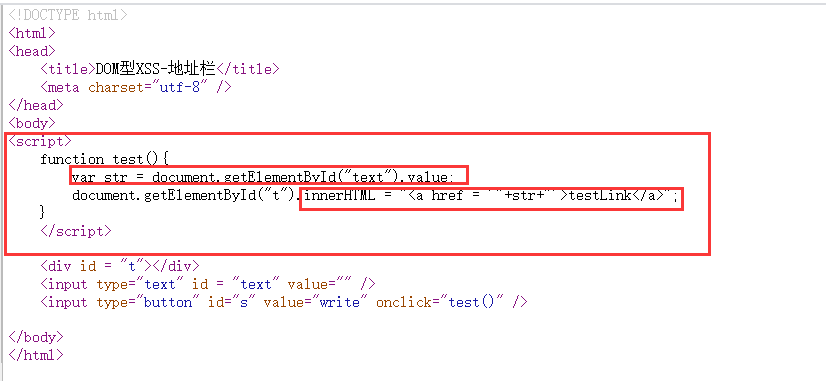 <!DOCTYPE html>
<html>
<head>
    <title>DOM型XSS-地址栏</title>
    <meta charset="utf-8" />
</head>
<body>
<script>
    function test(){
        var str = document.getElementById("text").value;
        document.getElementById("t").innerHTML = "<a href = '"+str+"'>testLink</a>";
    }
    </script>
    <div id = "t"></div>
    <input type="text" id = "text" value="" />
    <input type="button" id="s" value="write" onclick="test()" />
</body>
</html>